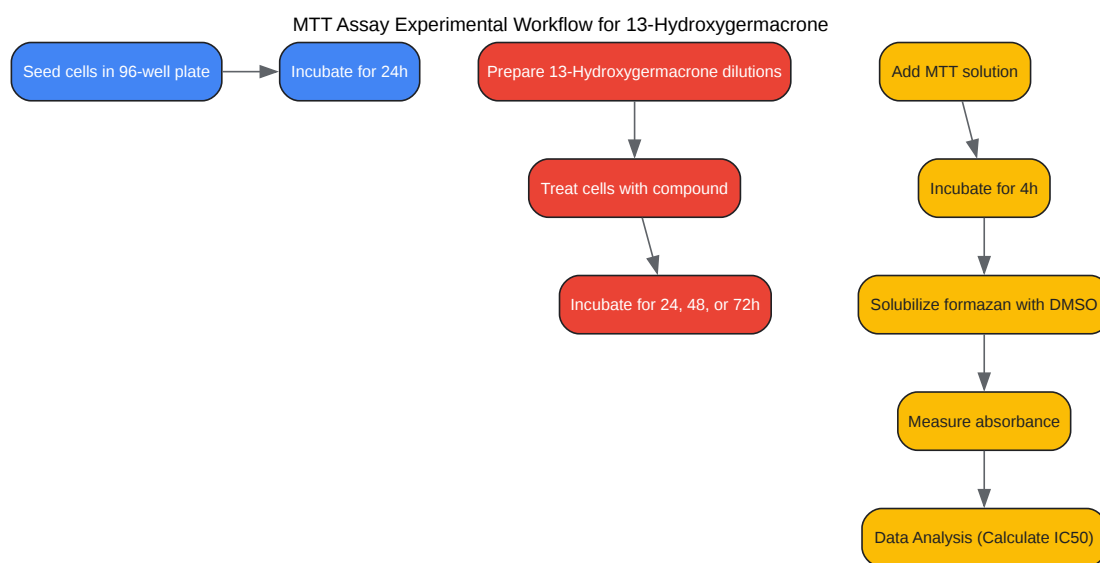 MTT Assay Experimental Workflow for 13-Hydroxygermacrone
Seed cells in 96-well plate
Incubate for 24h
Prepare 13-Hydroxygermacrone dilutions
Treat cells with compound
Incubate for 24, 48, or 72h
Add MTT solution
Incubate for 4h
Solubilize formazan with DMSO
Measure absorbance
Data Analysis (Calculate IC50)